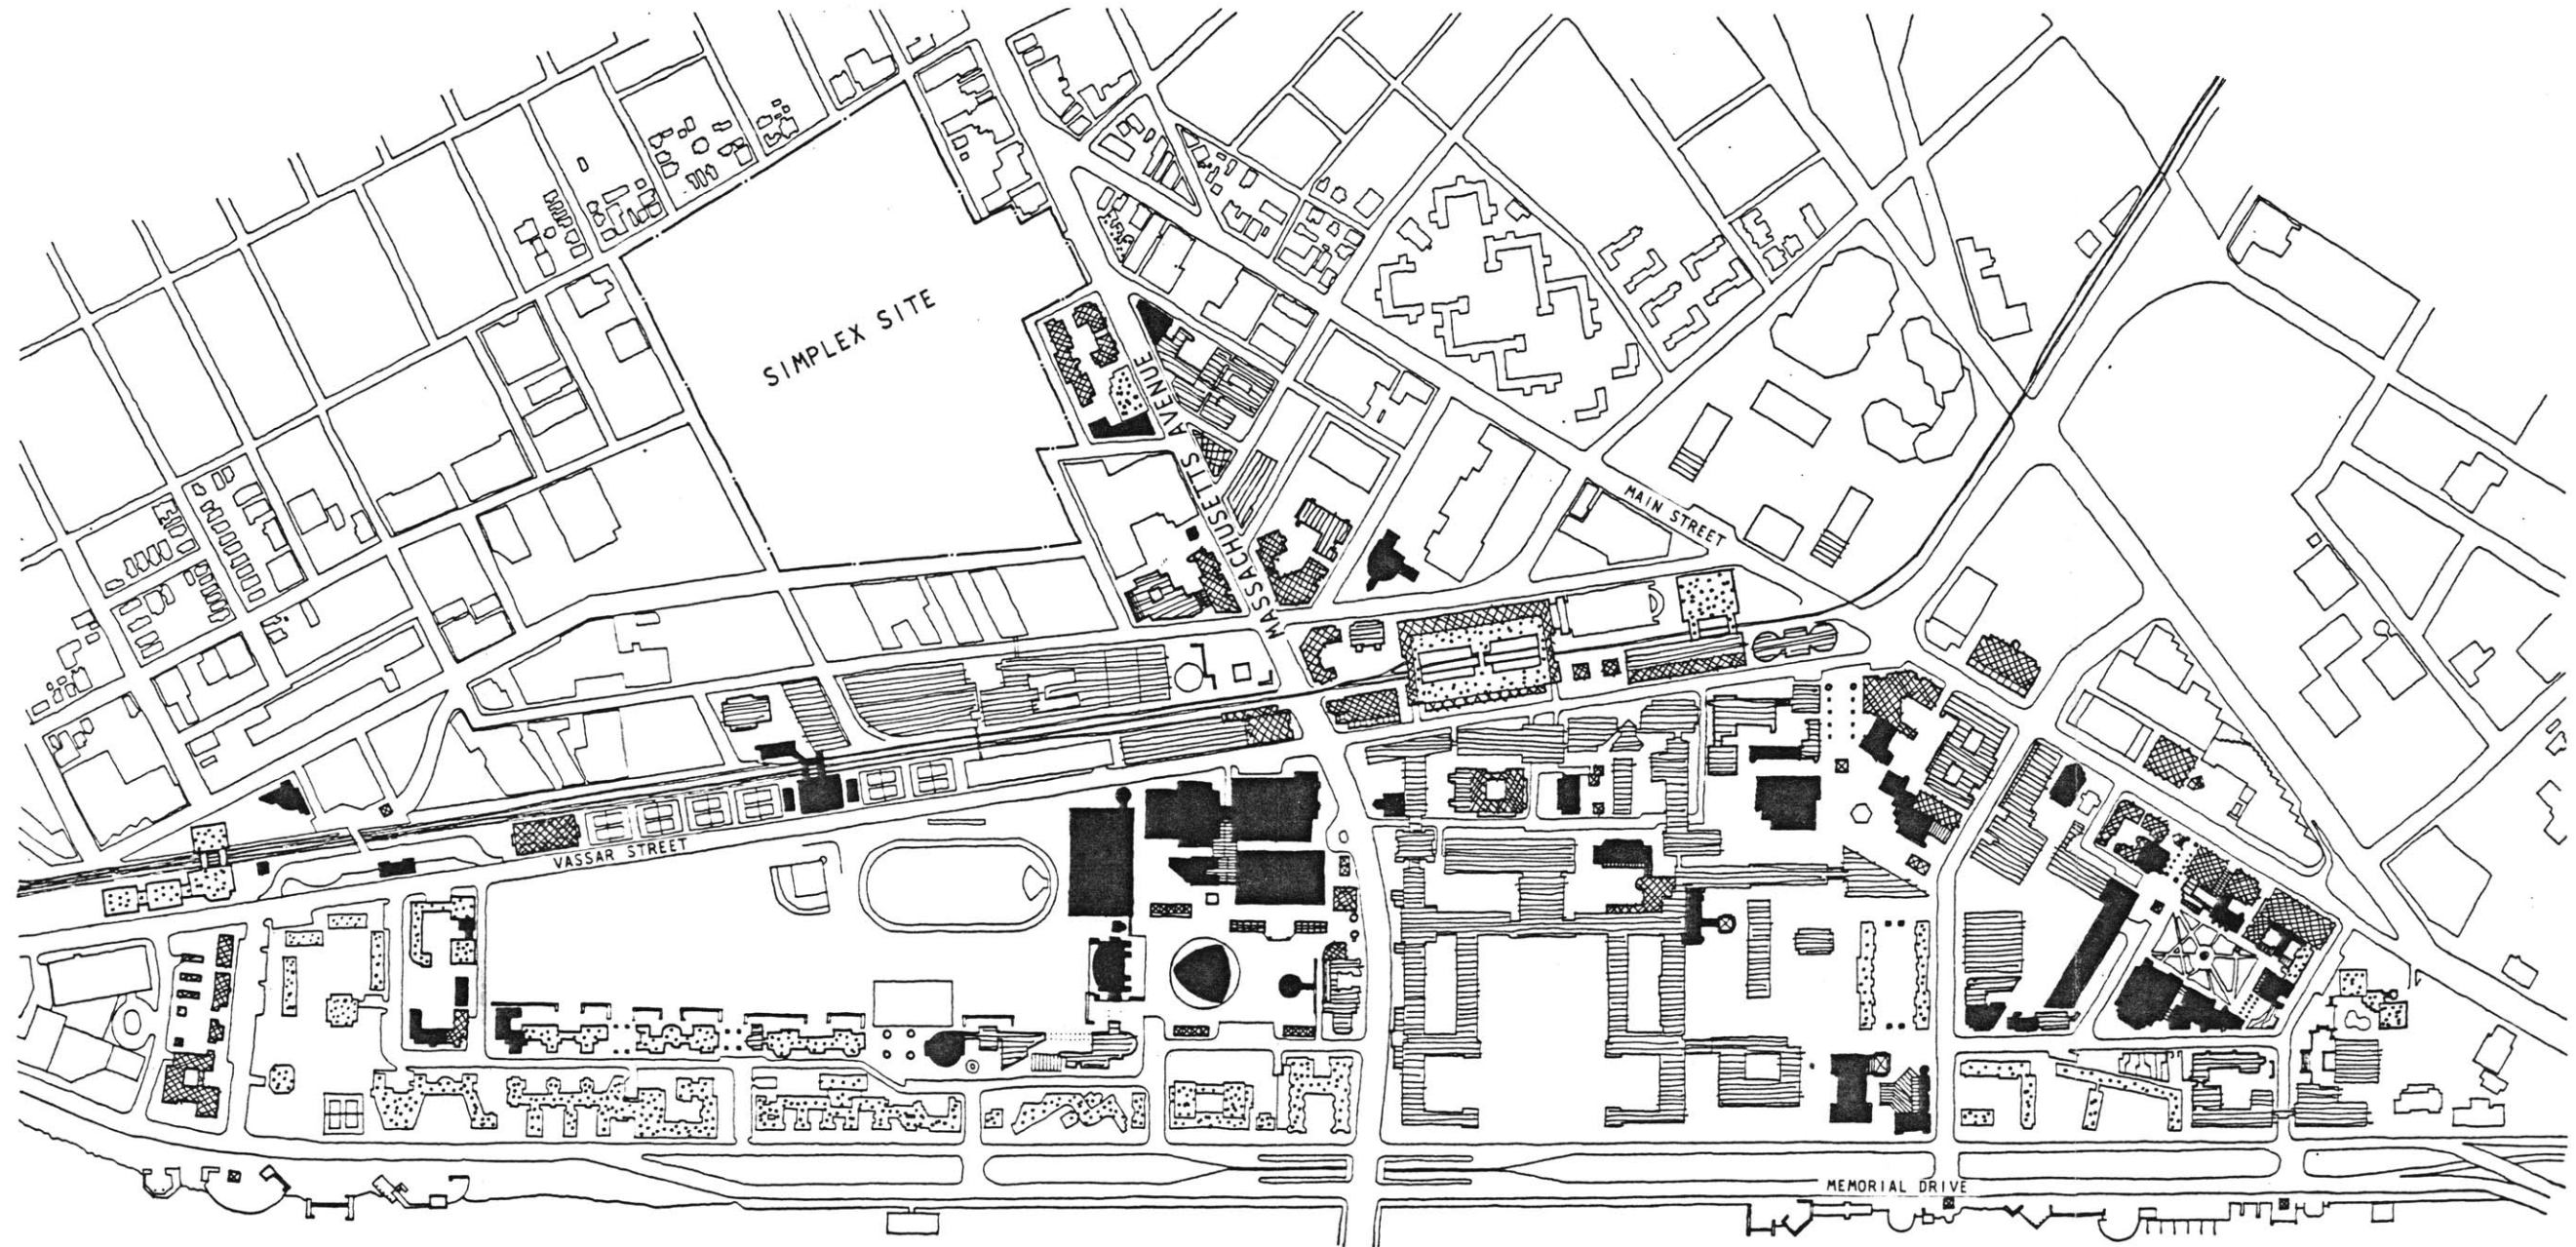 SIMPLEX SITE
MASSACHUSETTS AVENUE
MAIN STREET
VASSAR STREET
MEMORIAL DRIVE